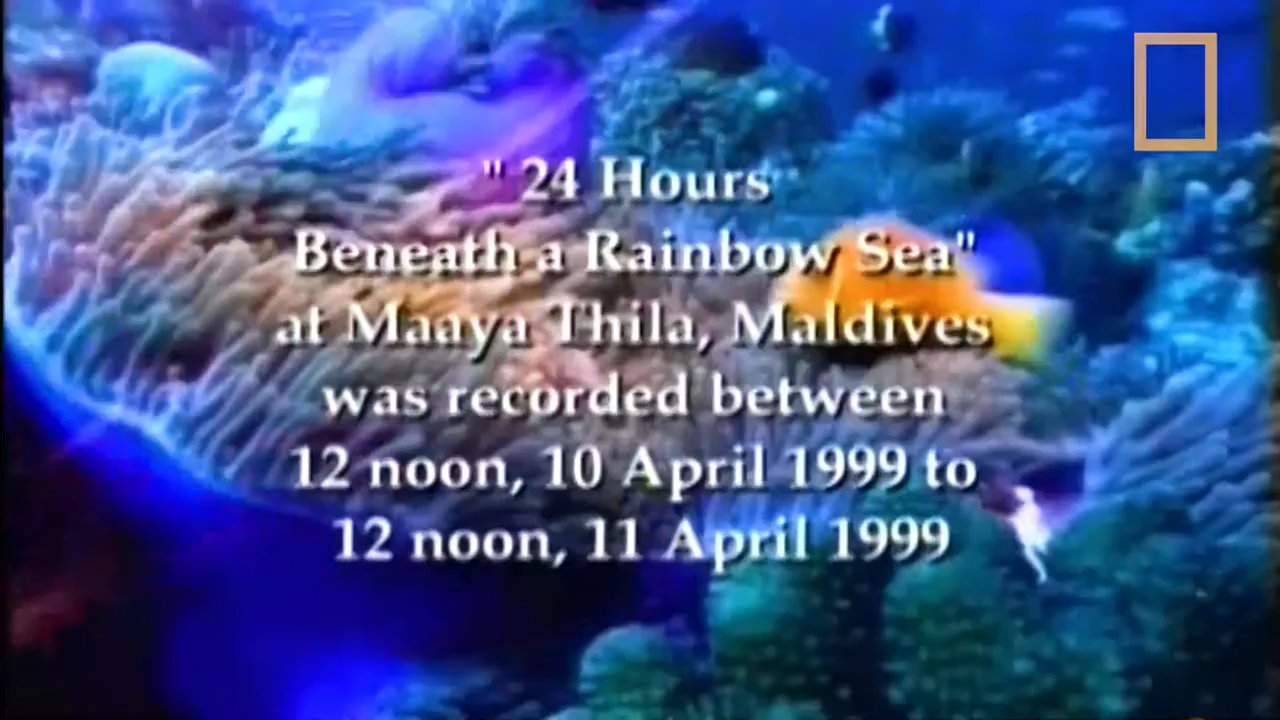 " 24 Hours
Beneath a Rainbow Sea"
at Maaya Thila, Maldives
was recorded between
12 noon, 10 April 1999 to
12 noon, 11 April 1999